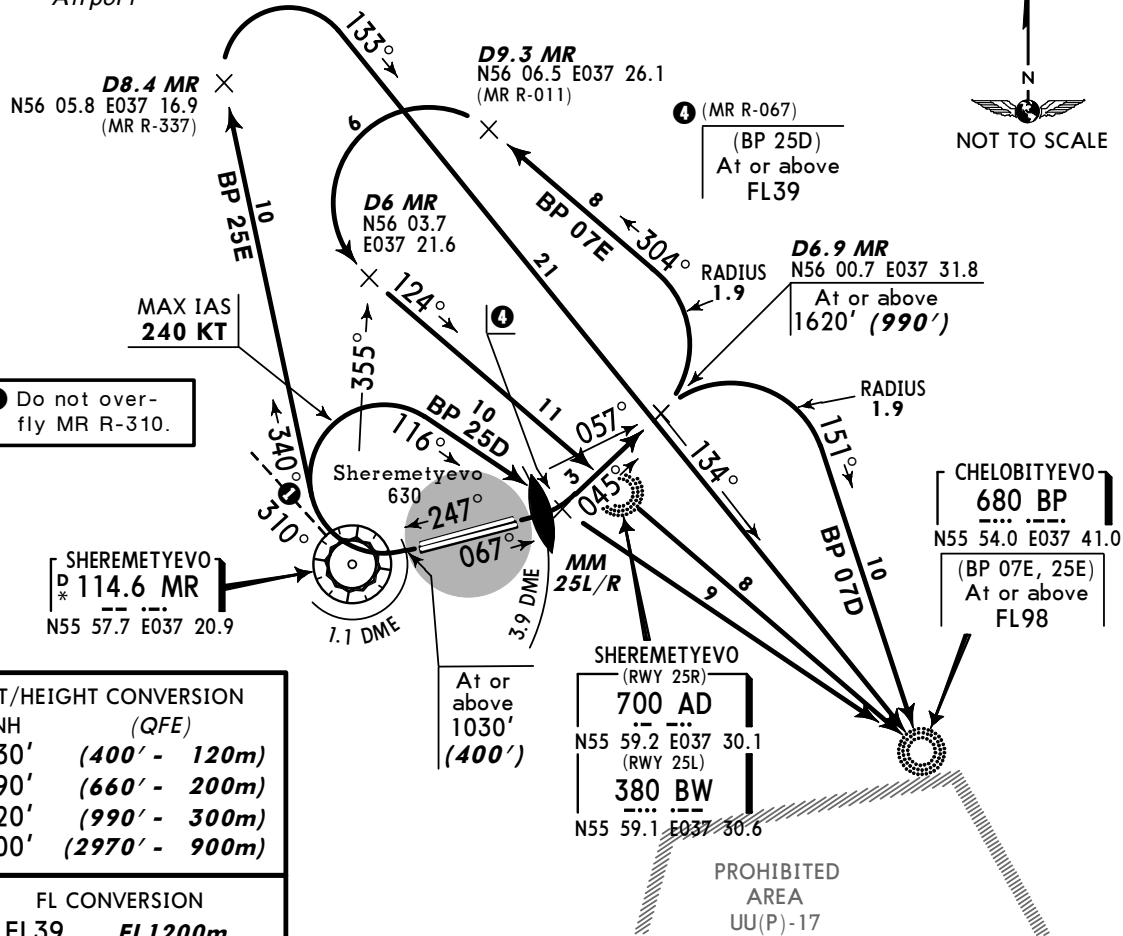 Airport
133°
D8.4 MR
N56 05.8 E037 16.9
(MR R-337)
D9.3 MR
N56 06.5 E037 26.1
(MR R-011)
4 (MR R-067)
(BP 25D)
At or above
FL39
N
NOT TO SCALE
6
10
BP 25E
D6 MR
N56 03.7
E037 21.6
8
BP 07E
304°
21
RADIUS
1.9
D6.9 MR
N56 00.7 E037 31.8
At or above
1620' (990')
MAX IAS
240 KT
124°
4
355°
Do not over-
fly MR R-310.
RADIUS
1.9
10
BP 25D
116°
11
057°
340°
1
310°
Sheremetyevo
630
247°
067°
3
045°
134°
151°
BP 07D
10
CHELOBITYEVO
680 BP
N55 54.0 E037 41.0
(BP 07E, 25E)
At or above
FL98
SHEREMETYEVO
D
* 114.6 MR
N55 57.7 E037 20.9
1.1 DME
3.9 DME
MM
25L/R
8
9
At or
above
1030'
(400')
SHEREMETYEVO
(RWY 25R)
700 AD
N55 59.2 E037 30.1
(RWY 25L)
380 BW
N55 59.1 E037 30.6
T/HEIGHT CONVERSION
NH (QFE)
30' (400' - 120m)
90' (660' - 200m)
20' (990' - 300m)
00' (2970' - 900m)
FL CONVERSION
FL39 FL1200m
PROHIBITED
AREA
UU(P)-17